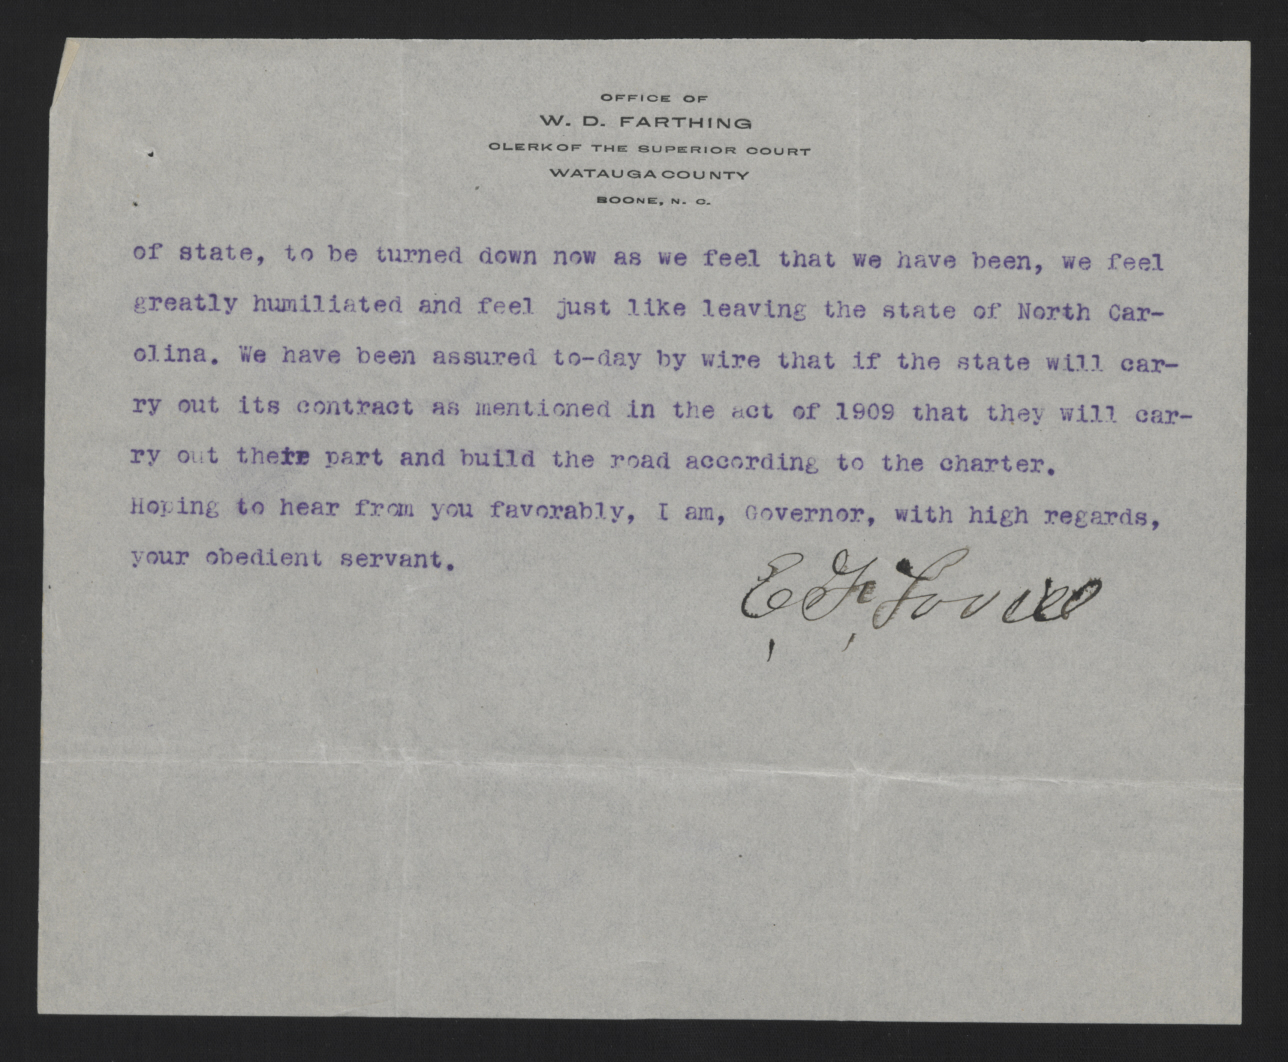 OFFICE OF
W. D. FARTHING
CLERK OF THE SUPERIOR COURT
WATAUGA COUNTY
BOONE, N. C.
of state, to be turned down now as we feel that we have been, we feel
greatly humiliated and feel just like leaving the state of North Car-
olina. We have been assured to-day by wire that if the state will car-
ry out its contract as mentioned in the act of 1909 that they will car-
ry out their part and build the road according to the charter.
Hoping to hear from you favorably, I am, Governor, with high regards,
your obedient servant.
E F Lovill